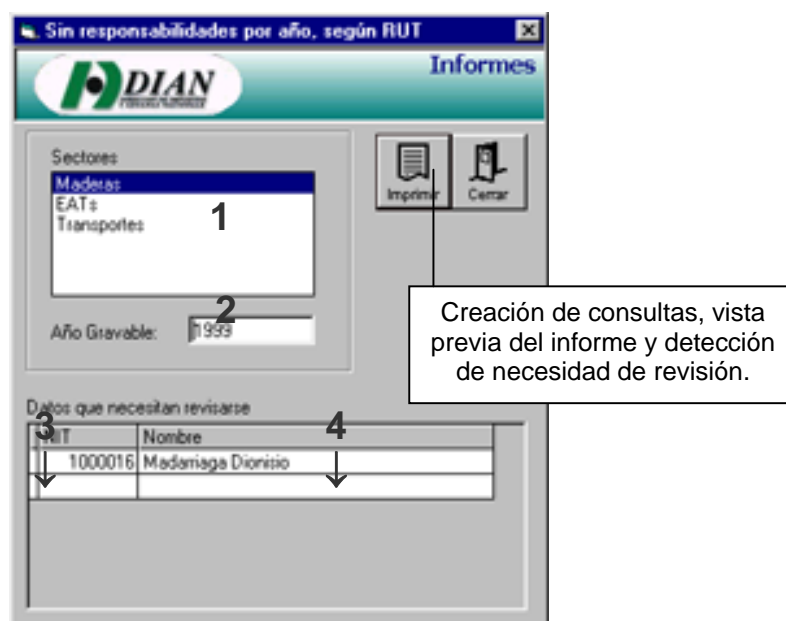 Sin responsabilidades por año, según RUT
DIAN
Informes
Sectores
Maderas
EATs
Transportes
1
Imprimir
Cerrar
2
Año Gravable: 1999
Creación de consultas, vista
previa del informe y detección
de necesidad de revisión.
Datos que necesitan revisarse
3
4
NIT Nombre
1000016 Madarriaga Dionisio